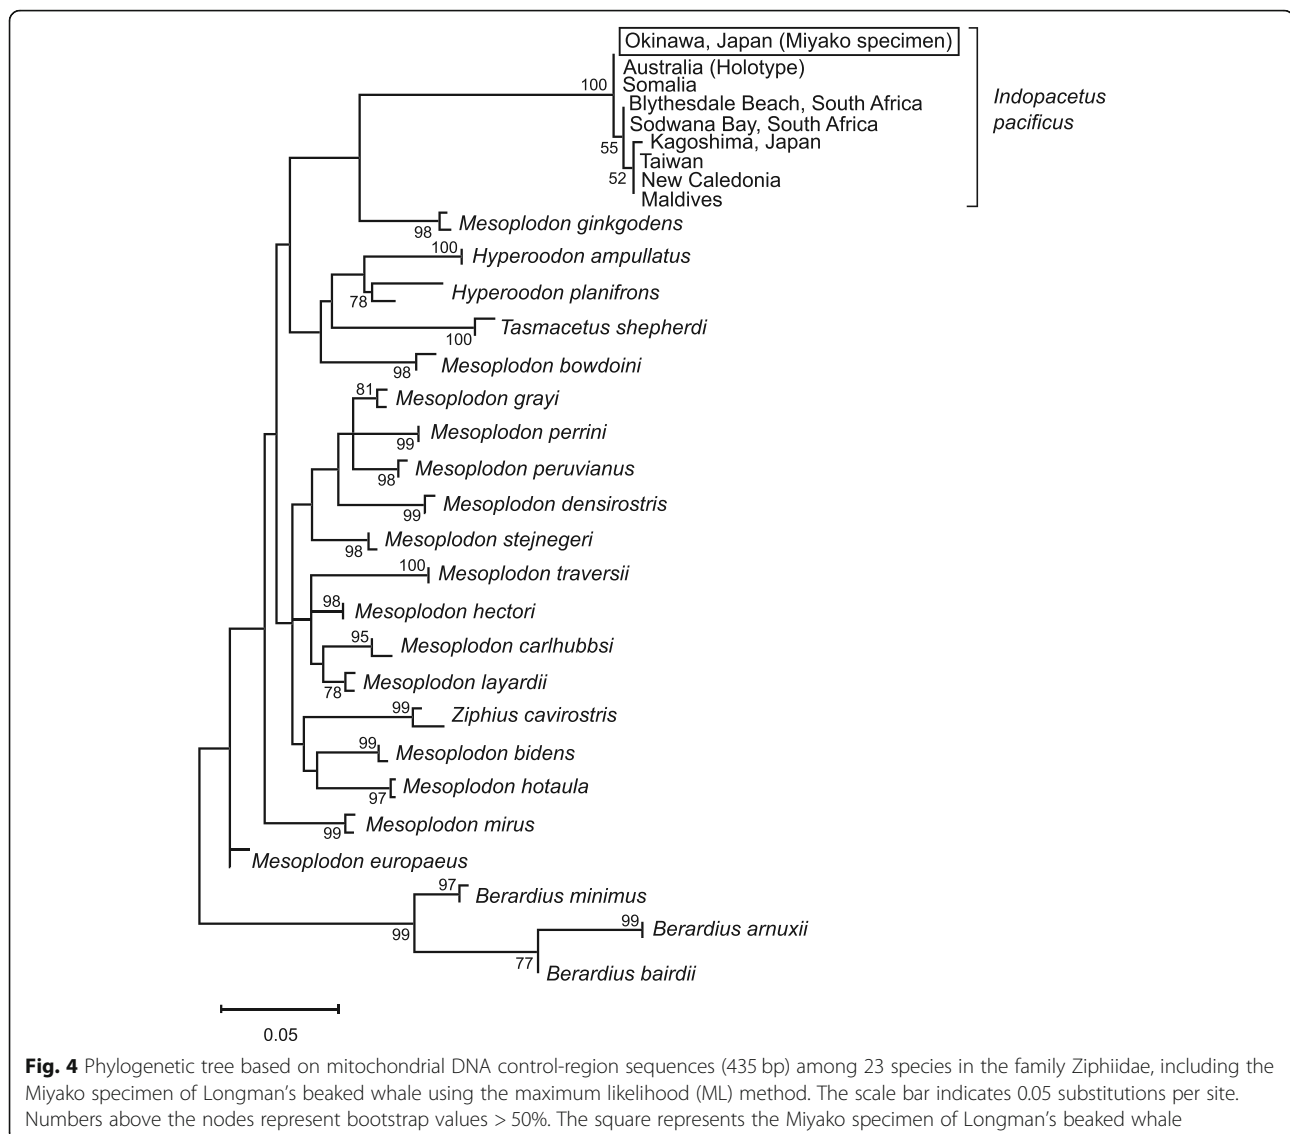 Okinawa, Japan (Miyako specimen)
Australia (Holotype)
100
Somalia
Indopacetus
pacificus
Blythesdale Beach, South Africa
Sodwana Bay, South Africa
Kagoshima, Japan
55
Taiwan
52
New Caledonia
Maldives
Mesoplodon ginkgodens
98
100
Hyperoodon ampullatus
Hyperoodon planifrons
78
Tasmacetus shepherdi
100
Mesoplodon bowdoini
98
81
Mesoplodon grayi
Mesoplodon perrini
99
Mesoplodon peruvianus
98
Mesoplodon densirostris
99
Mesoplodon stejnegeri
98
100
Mesoplodon traversii
98
Mesoplodon hectori
95
Mesoplodon carlhubbsi
Mesoplodon layardii
78
99
Ziphius cavirostris
99
Mesoplodon bidens
Mesoplodon hotaula
97
Mesoplodon mirus
99
Mesoplodon europaeus
97
Berardius minimus
99
99
Berardius arnuxii
77
Berardius bairdii
0.05
Fig. 4 Phylogenetic tree based on mitochondrial DNA control-region sequences (435 bp) among 23 species in the family Ziphiidae, including the
Miyako specimen of Longman's beaked whale using the maximum likelihood (ML) method. The scale bar indicates 0.05 substitutions per site.
Numbers above the nodes represent bootstrap values > 50%. The square represents the Miyako specimen of Longman's beaked whale